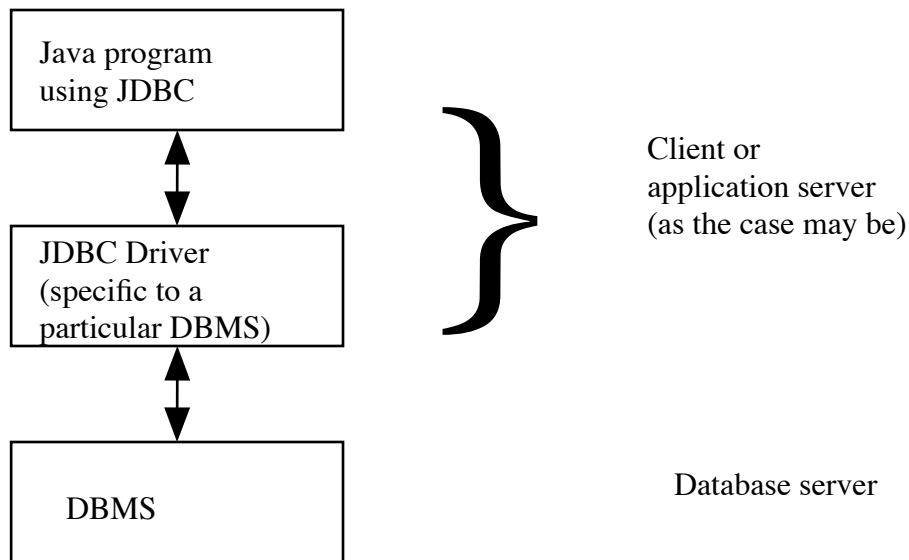 Java program
using JDBC
Client or
application server
(as the case may be)
JDBC Driver
(specific to a
particular DBMS)
DBMS
Database server